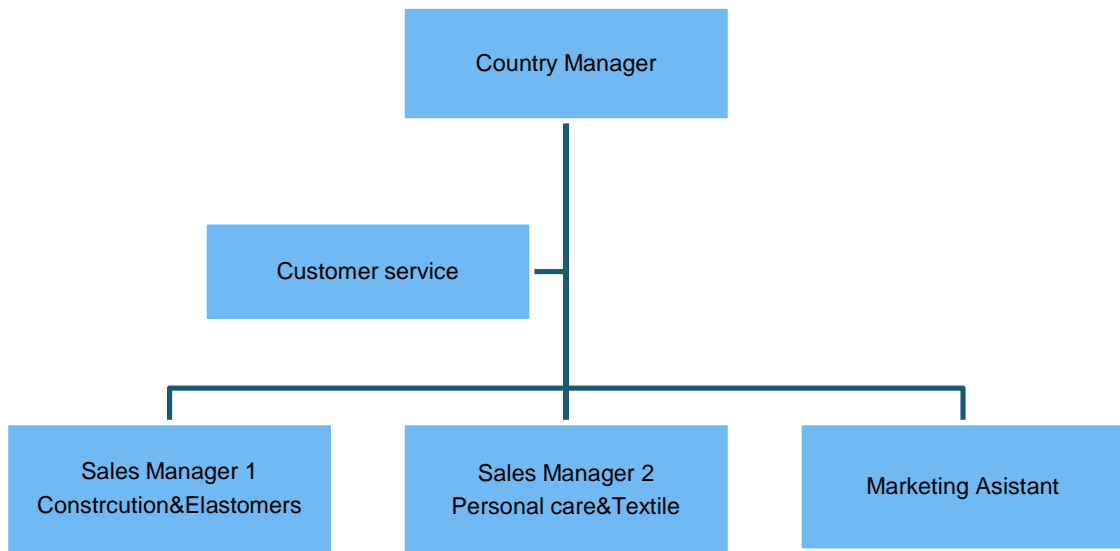 Country Manager
Customer service
Sales Manager 1
Constrcution&Elastomers
Sales Manager 2
Personal care&Textile
Marketing Asistant